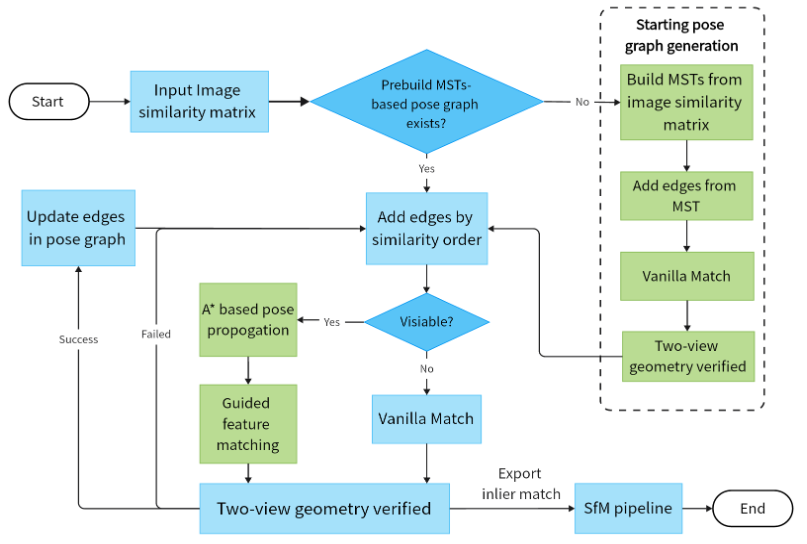 Starting pose
graph generation
Start
Input Image
similarity matrix
Prebuild MSTs-
based pose graph
exists?
No
Build MSTs from
image similarity
matrix
Yes
Add edges from
MST
Update edges
in pose graph
Add edges by
similarity order
Vanilla Match
A* based pose
propogation
Yes
Visiable?
Success
Failed
Two-view
geometry verified
No
Guided
feature
matching
Vanilla Match
Two-view geometry verified
Export
inlier match
SfM pipeline
End